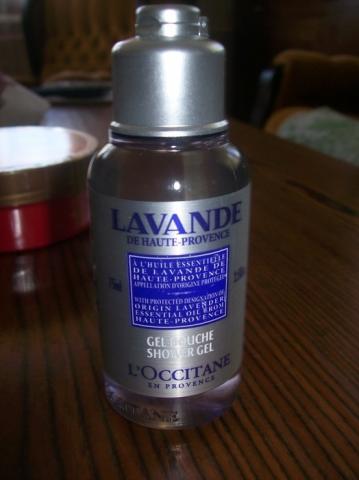 LAVANDE
DE HAUTE-PROVENCE
À L'HUILE ESSENTIELLE
DE LAVANDE DE
HAUTE-PROVENCE
APPELLATION D'ORIGINE PROTÉGÉE
75ml
WITH PROTECTED DESIGNATION OF
ORIGIN LAVENDER
ESSENTIAL OIL FROM
HAUTE-PROVENCE
GEL DOUCHE
SHOWER GEL
L'OCCITANE
EN PROVENCE